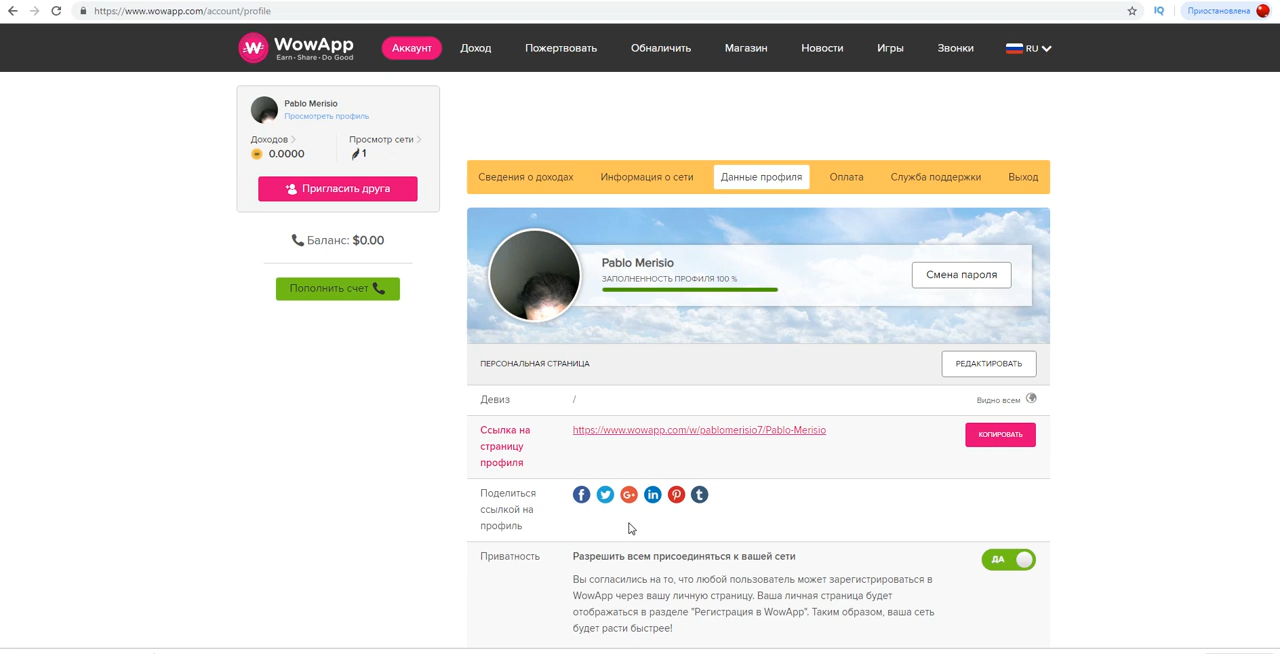 https://www.wowapp.com/account/profile
IQ
Приостановлена
W
WowApp
Earn · Share · Do Good
Аккаунт
Доход
Пожертвовать
Обналичить
Магазин
Новости
Игры
Звонки
RU
Pablo Merisio
Просмотреть профиль
Доходов
Просмотр сети
0.0000
1
Пригласить друга
Баланс: $0.00
Пополнить счет
Сведения о доходах
Информация о сети
Данные профиля
Оплата
Служба поддержки
Выход
Pablo Merisio
ЗАПОЛНЕННОСТЬ ПРОФИЛЯ 100 %
Смена пароля
ПЕРСОНАЛЬНАЯ СТРАНИЦА
РЕДАКТИРОВАТЬ
Девиз
/
Видно всем
Ссылка на
страницу
профиля
https://www.wowapp.com/w/pablomerisio7/Pablo-Merisio
КОПИРОВАТЬ
Поделиться
ссылкой на
профиль
Приватность
Разрешить всем присоединяться к вашей сети
ДА
Вы согласились на то, что любой пользователь может зарегистрироваться в
WowApp через вашу личную страницу. Ваша личная страница будет
отображаться в разделе "Регистрация в WowApp". Таким образом, ваша сеть
будет расти быстрее!